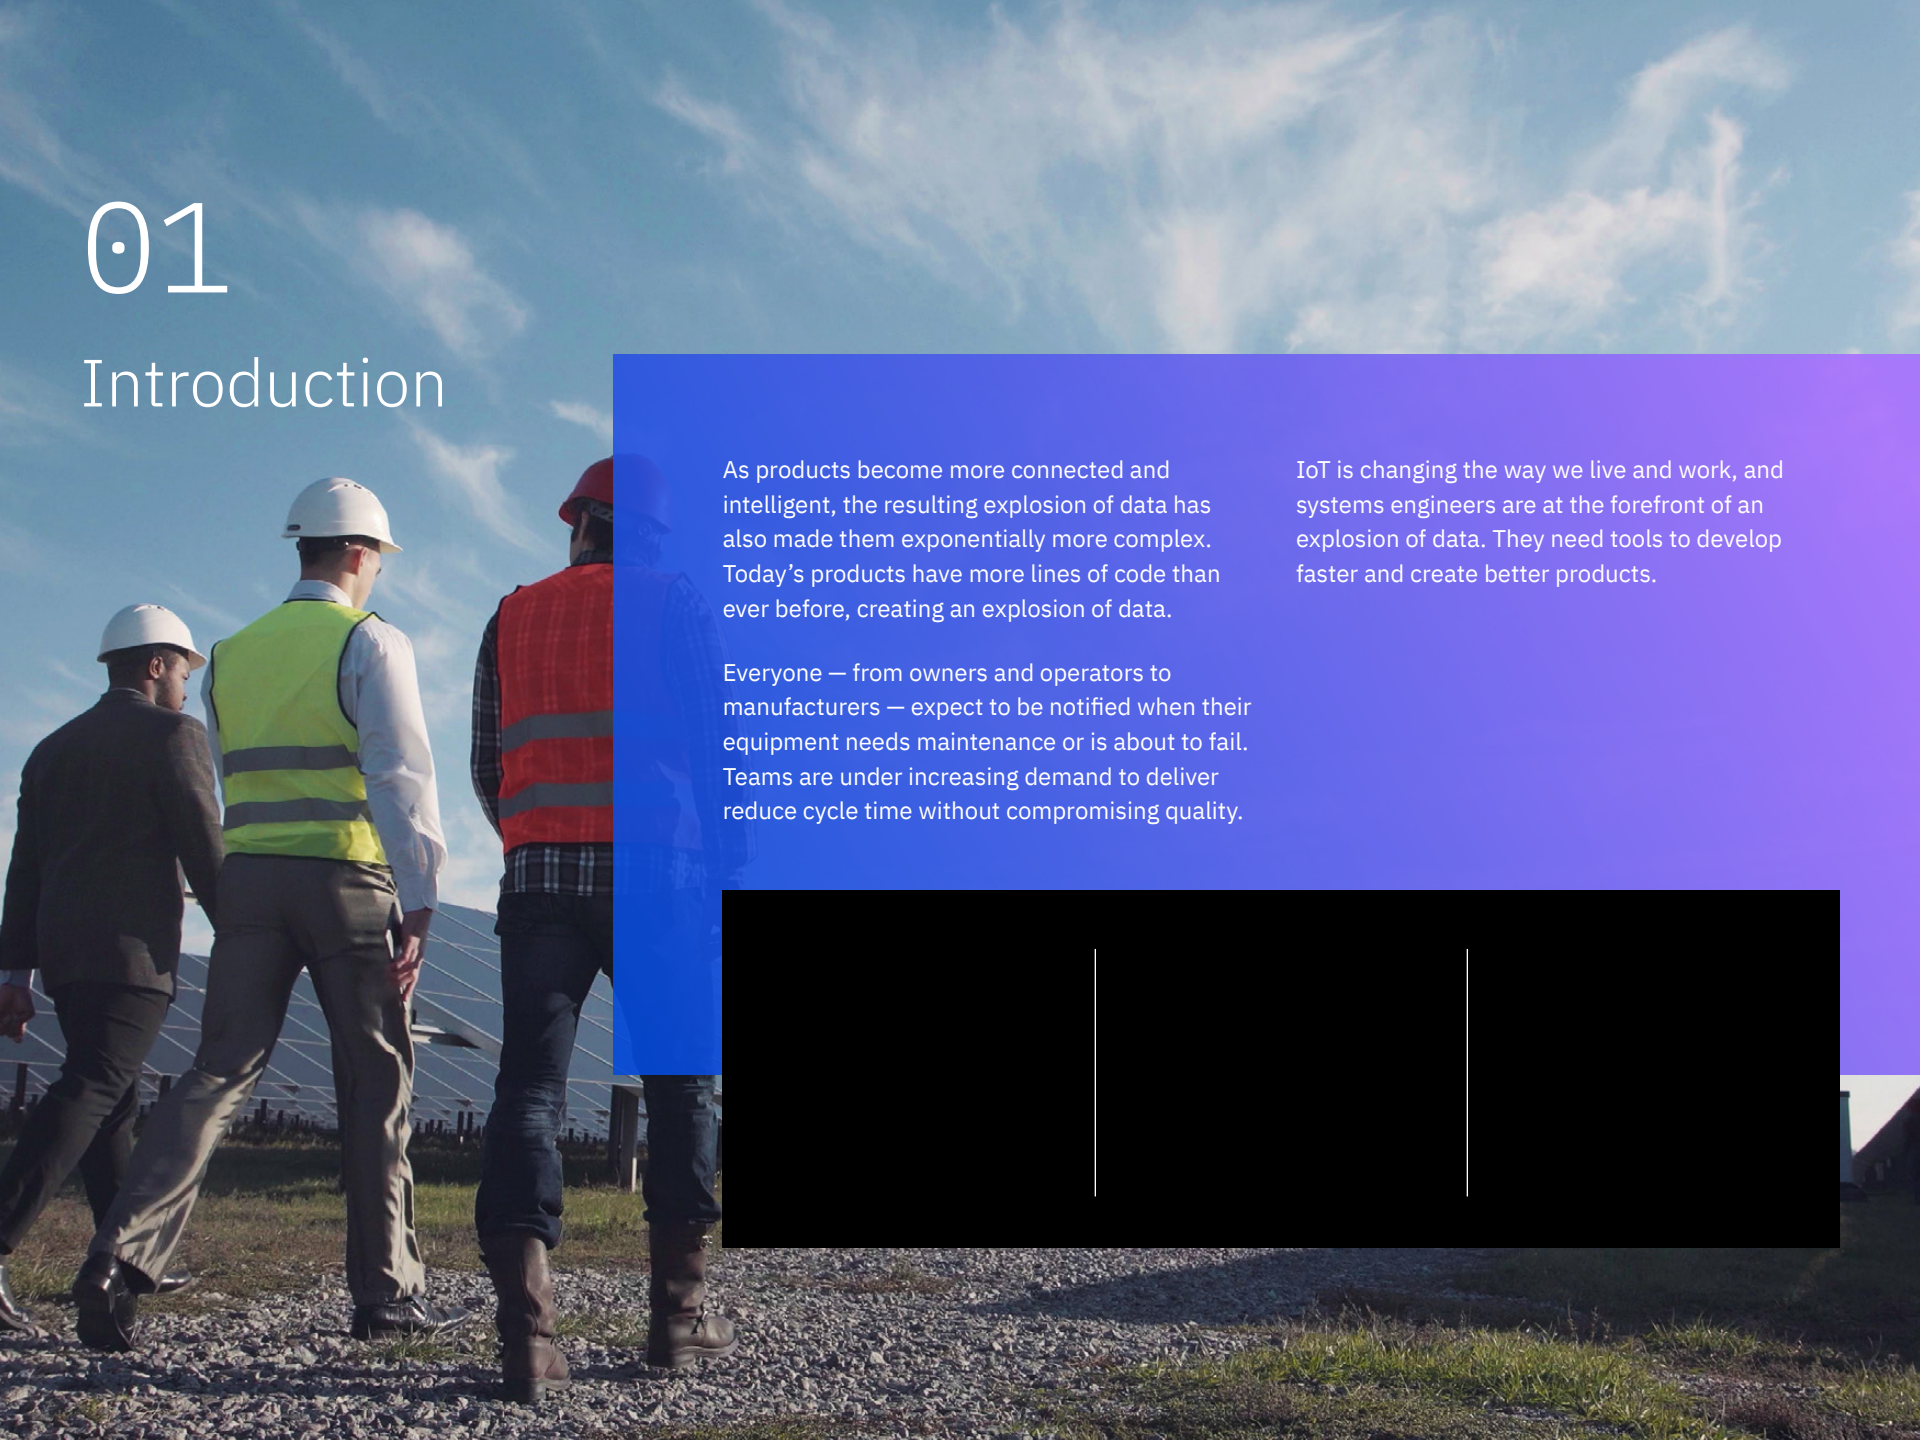 01
Introduction
As products become more connected and
intelligent, the resulting explosion of data has
also made them exponentially more complex.
Today’s products have more lines of code than
ever before, creating an explosion of data.
Everyone — from owners and operators to
manufacturers — expect to be notified when their
equipment needs maintenance or is about to fail.
Teams are under increasing demand to deliver
reduce cycle time without compromising quality.
IoT is changing the way we live and work, and
systems engineers are at the forefront of an
explosion of data. They need tools to develop
faster and create better products.